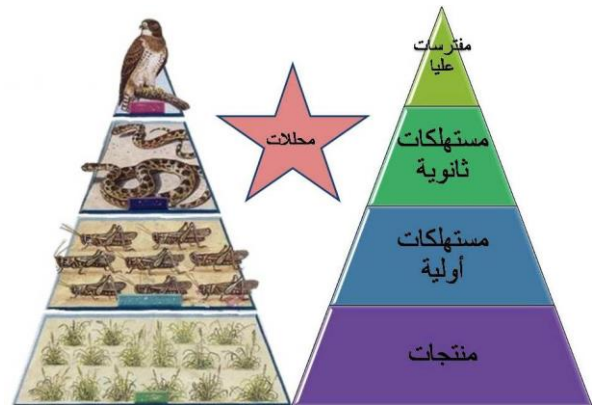 محللات
مفترسات
عليا
مستهلكات
ثانوية
مستهلكات
أولية
منتجات